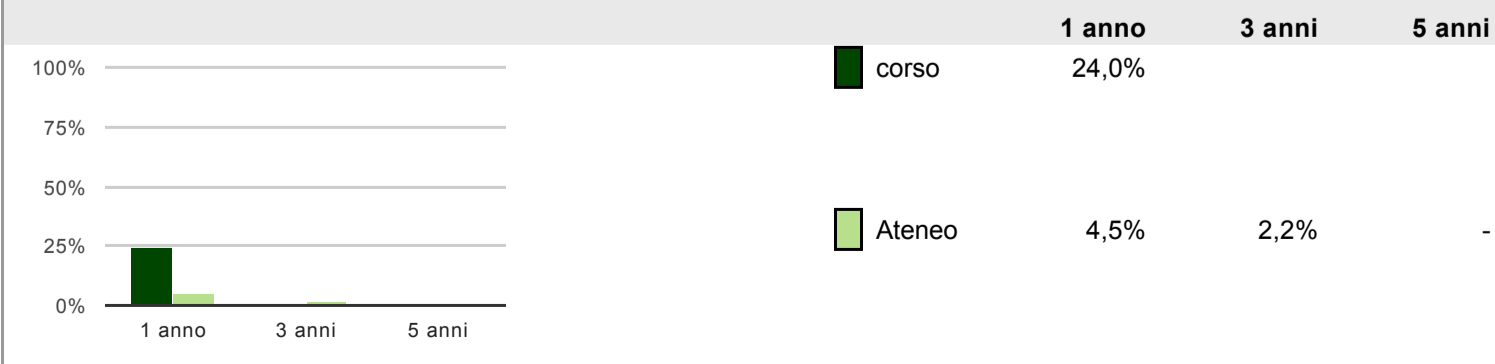 1 anno 3 anni 5 anni
100%
75%
50%
25%
0%
1 anno 3 anni 5 anni
corso 24,0%
Ateneo 4,5% 2,2% -